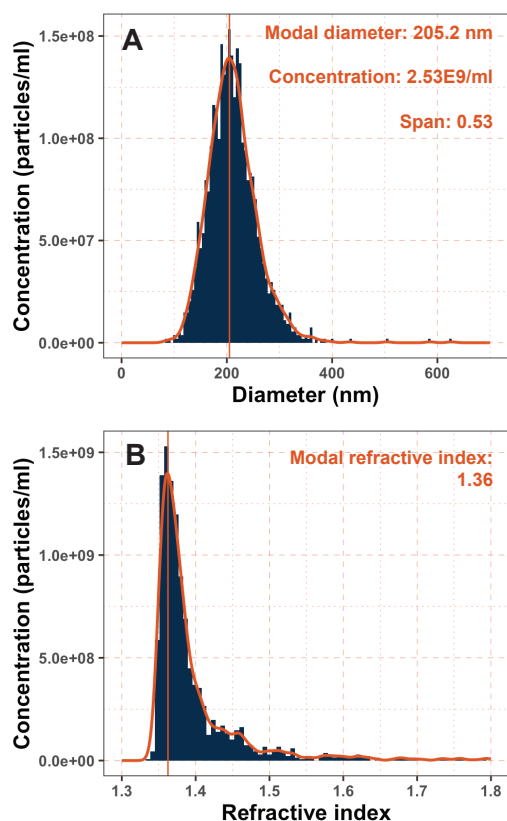 A
Modal diameter: 205.2 nm
Concentration: 2.53E9/ml
Span: 0.53
Concentration (particles/ml)
1.5e+08
1.0e+08
5.0e+07
0.0e+00
0 200 400 600
Diameter (nm)
B
Modal refractive index:
1.36
Concentration (particles/ml)
1.5e+09
1.0e+09
5.0e+08
0.0e+00
1.3 1.4 1.5 1.6 1.7 1.8
Refractive index